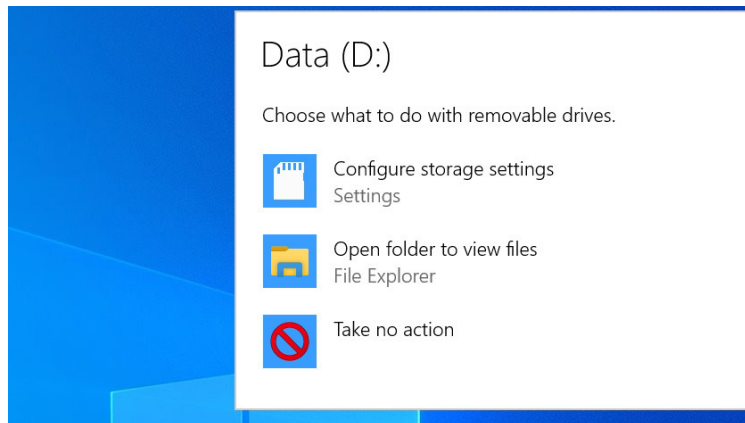 Data (D:)
Choose what to do with removable drives.
Configure storage settings
Settings
Open folder to view files
File Explorer
Take no action